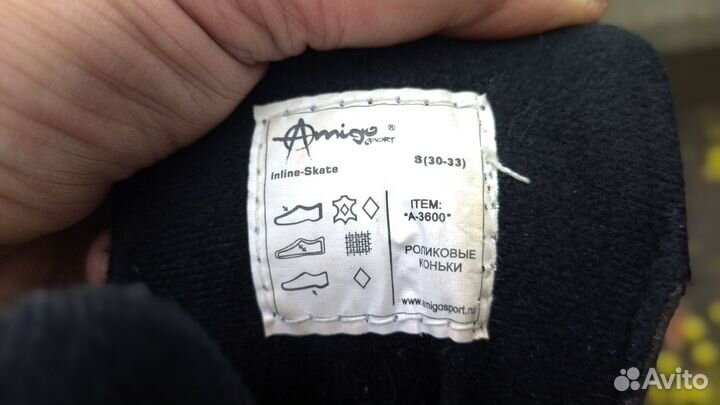 Amigo®
SPORT
Inline-Skate
S(30-33)
ITEM:
"A-3600"
РОЛИКОВЫЕ
КОНЬКИ
www.amigosport.ru
Avito